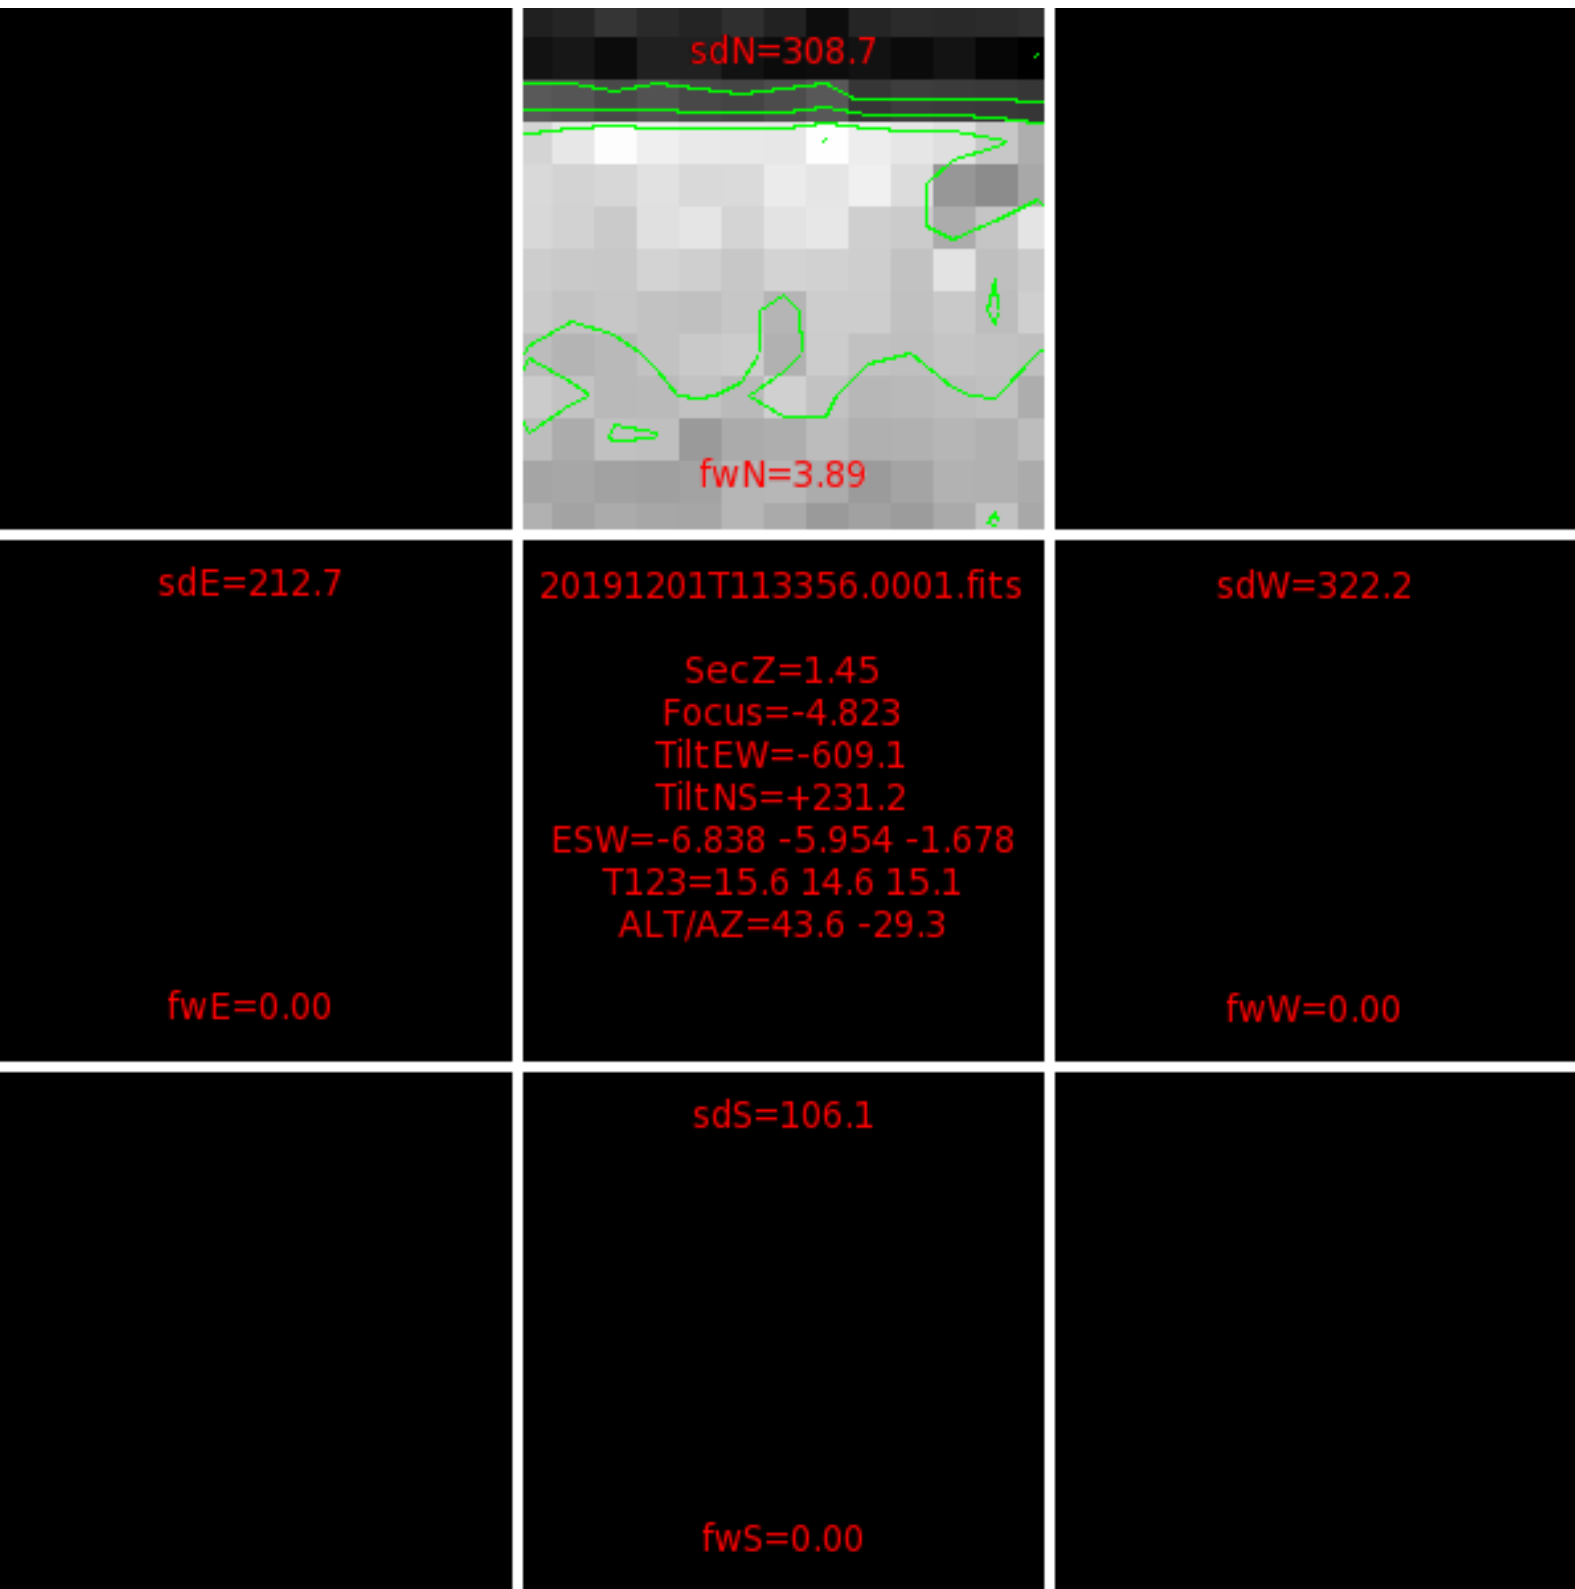 sdN=308.7
fwN=3.89
sdE=212.7
fwE=0.00
20191201T113356.0001.fits
SecZ=1.45
Focus=-4.823
TiltEW=-609.1
TiltNS=+231.2
ESW=-6.838 -5.954 -1.678
T123=15.6 14.6 15.1
ALT/AZ=43.6 -29.3
sdW=322.2
fwW=0.00
sdS=106.1
fwS=0.00